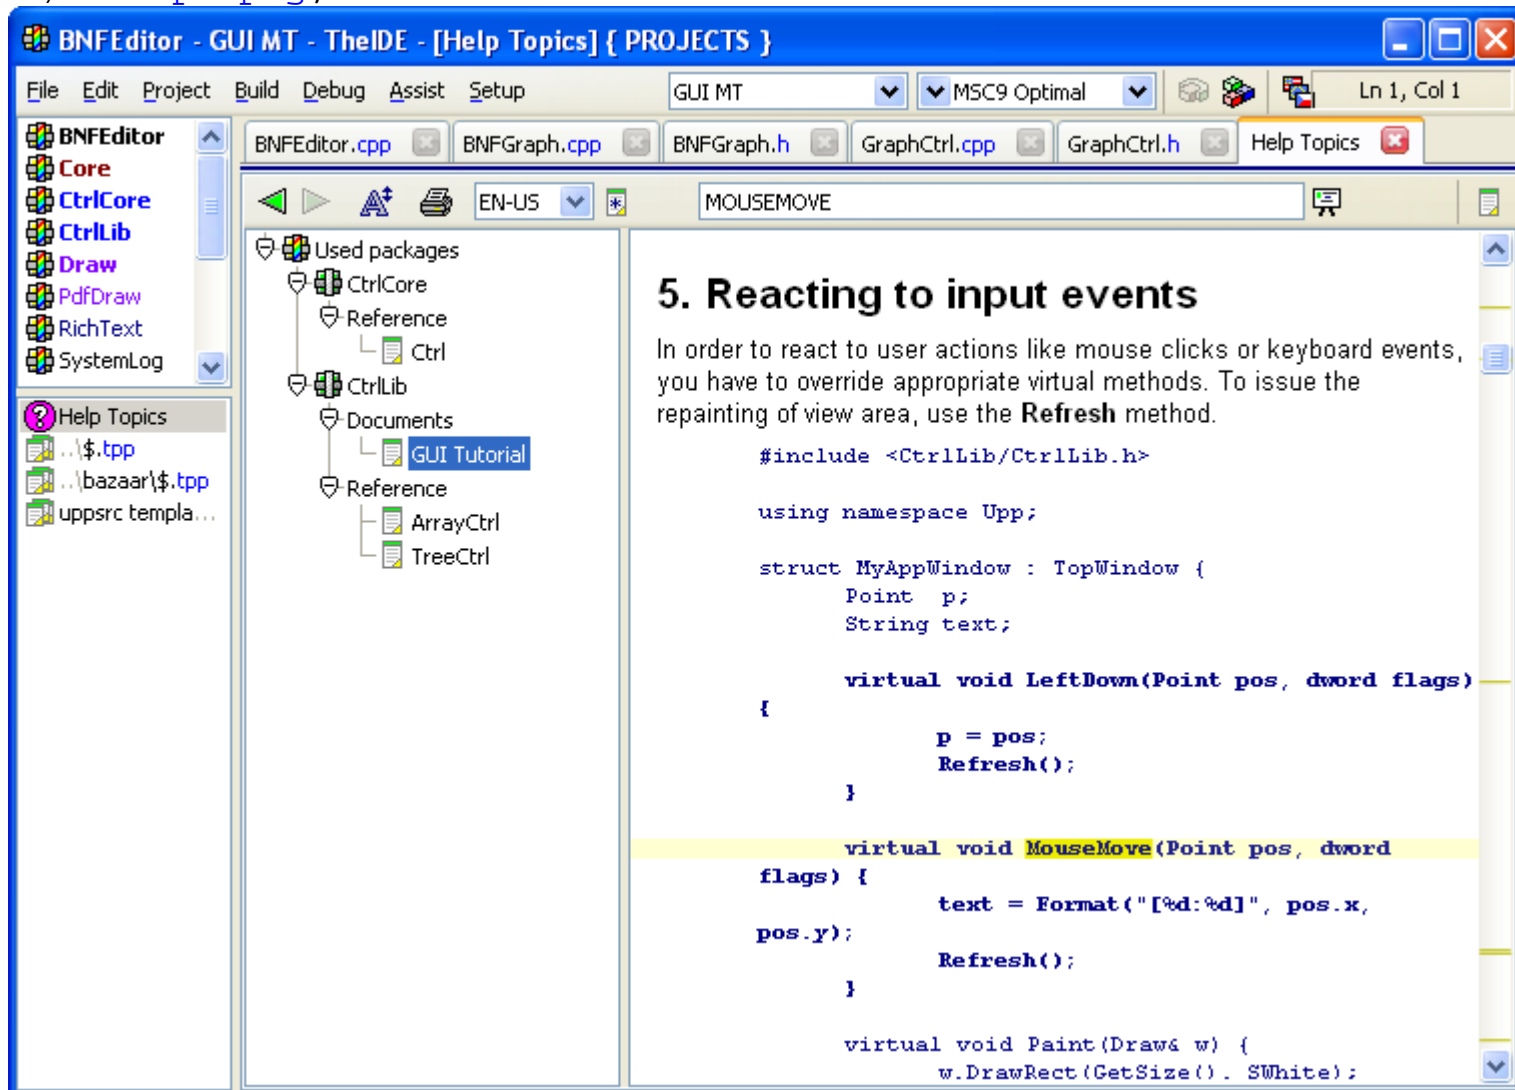 BNFEditor - GUI MT - TheIDE - [Help Topics] { PROJECTS }
File Edit Project Build Debug Assist Setup GUI MT MSC9 Optimal Ln 1, Col 1
BNFEditor
Core
CtrlCore
CtrlLib
Draw
PdfDraw
RichText
SystemLog
Help Topics
..\$.tpp
..\bazaar\$.tpp
uppsrc templa...
BNFEditor.cpp BNFGraph.cpp BNFGraph.h GraphCtrl.cpp GraphCtrl.h Help Topics
EN-US MOUSEMOVE
Used packages
CtrlCore
Reference
Ctrl
CtrlLib
Documents
GUI Tutorial
Reference
ArrayCtrl
TreeCtrl
5. Reacting to input events
In order to react to user actions like mouse clicks or keyboard events,
you have to override appropriate virtual methods. To issue the
repainting of view area, use the Refresh method.
#include <CtrlLib/CtrlLib.h>
using namespace Upp;
struct MyAppWindow : TopWindow {
Point p;
String text;
virtual void LeftDown(Point pos, dword flags)
{
p = pos;
Refresh();
}
virtual void MouseMove(Point pos, dword
flags) {
text = Format("[%d:%d]", pos.x,
pos.y);
Refresh();
}
virtual void Paint(Draw& w) {
w.DrawRect(GetSize(), SWhite);